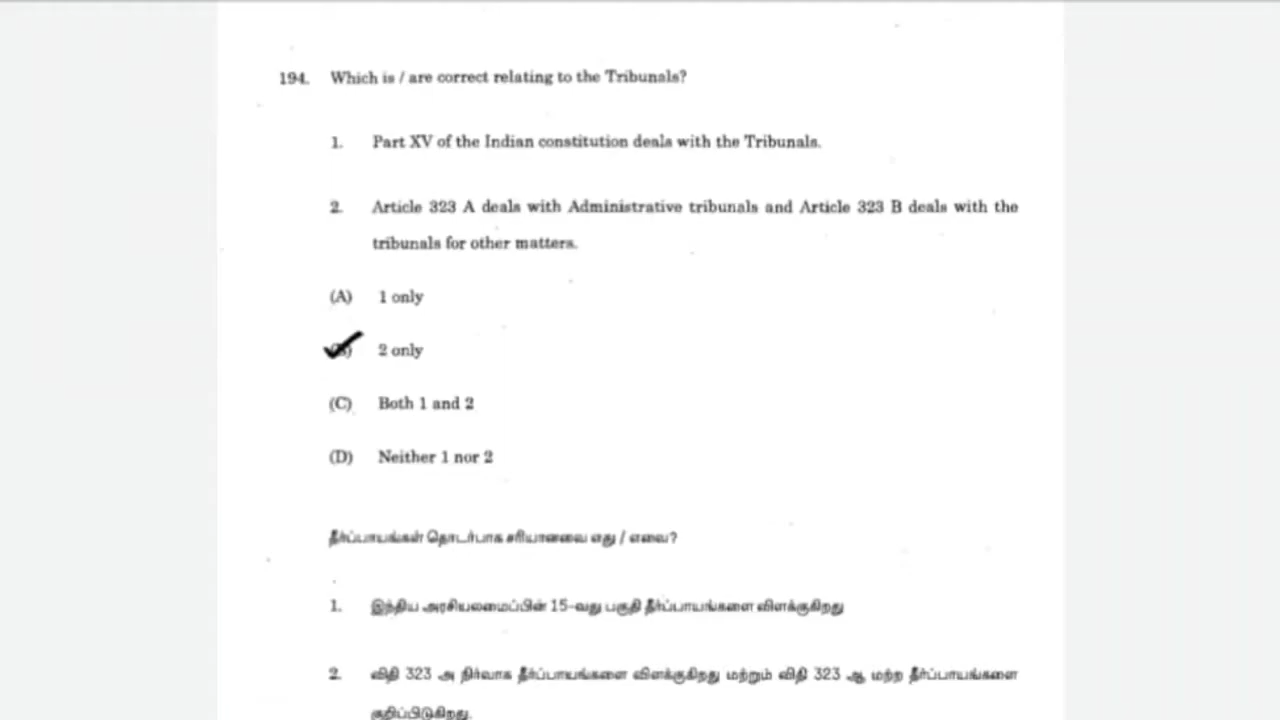 194. Which is / are correct relating to the Tribunals?
1. Part XV of the Indian constitution deals with the Tribunals.
2. Article 323 A deals with Administrative tribunals and Article 323 B deals with the
tribunals for other matters.
(A) 1 only
2 only
(C) Both 1 and 2
(D) Neither 1 nor 2
தீர்ப்பாயங்கள் தொடர்பாக சரியானவை எது / எவை?
1. இந்திய அரசியலமைப்பின் 15-வது பகுதி தீர்ப்பாயங்களை விளக்குகிறது
2. விதி 323 அ நிர்வாக தீர்ப்பாயங்களை விளக்குகிறது மற்றும் விதி 323 ஆ மற்ற தீர்ப்பாயங்களை
குறிப்பிடுகிறது.